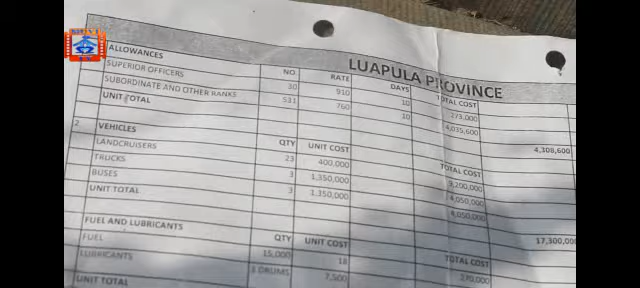 LUAPULA PROVINCE
ALLOWANCES NO. RATE DAYS TOTAL COST
SUPERIOR OFFICERS 30 910 10 273,000
SUBORDINATE AND OTHER RANKS 531 760 10 4,035,600
UNIT TOTAL 4,308,600
2 VEHICLES QTY UNIT COST TOTAL COST
LANDCRUISERS 23 400,000 9,200,000
TRUCKS 3 1,350,000 4,050,000
BUSES 3 1,350,000 4,050,000
UNIT TOTAL 17,300,000
FUEL AND LUBRICANTS QTY UNIT COST TOTAL COST
FUEL 15,000 18 270,000
LUBRICANTS DRUMS 7,500
UNIT TOTAL